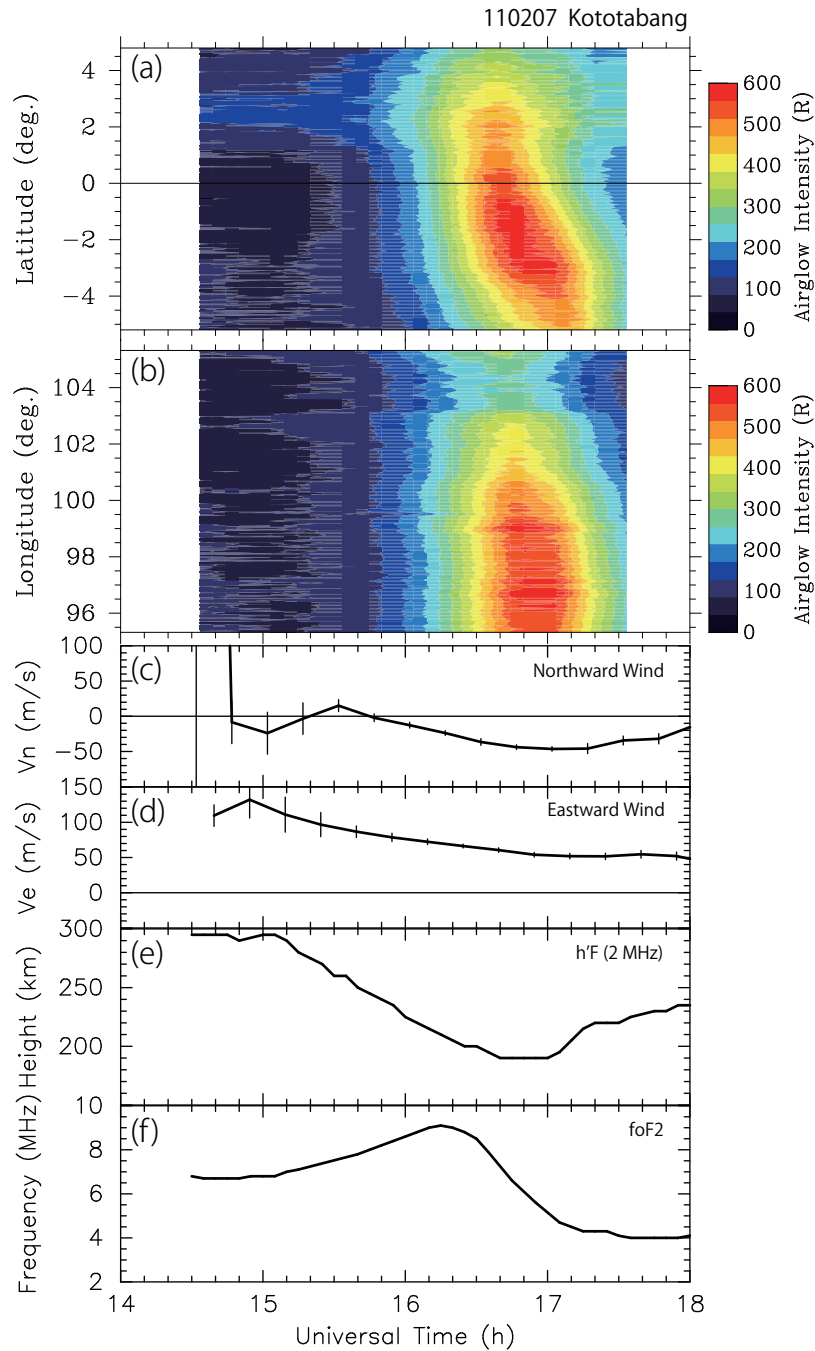 110207 Kototabang
(a)
4
2
0
−2
−4
Latitude (deg.)
600
500
400
300
200
100
0
Airglow Intensity (R)
(b)
104
102
100
98
96
Longitude (deg.)
600
500
400
300
200
100
0
Airglow Intensity (R)
(c)
Northward Wind
100
50
0
−50
Vn (m/s)
150
(d)
Eastward Wind
100
50
0
Ve (m/s)
300
(e)
h'F (2 MHz)
250
200
Height (km)
10
(f)
foF2
8
6
4
2
Frequency (MHz)
14 15 16 17 18
Universal Time (h)